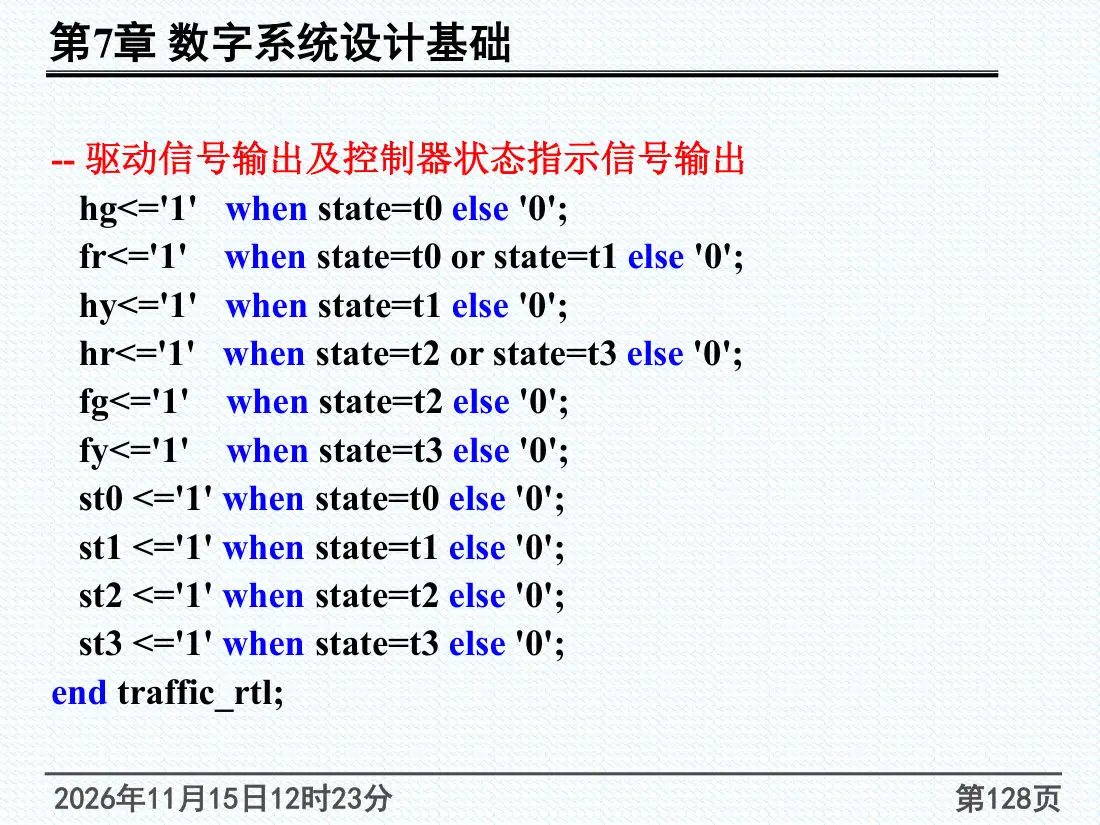 第7章 数字系统设计基础
-- 驱动信号输出及控制器状态指示信号输出
hg<='1' when state=t0 else '0';
fr<='1' when state=t0 or state=t1 else '0';
hy<='1' when state=t1 else '0';
hr<='1' when state=t2 or state=t3 else '0';
fg<='1' when state=t2 else '0';
fy<='1' when state=t3 else '0';
st0 <='1' when state=t0 else '0';
st1 <='1' when state=t1 else '0';
st2 <='1' when state=t2 else '0';
st3 <='1' when state=t3 else '0';
end traffic_rtl;
2026年11月15日12时23分
第128页